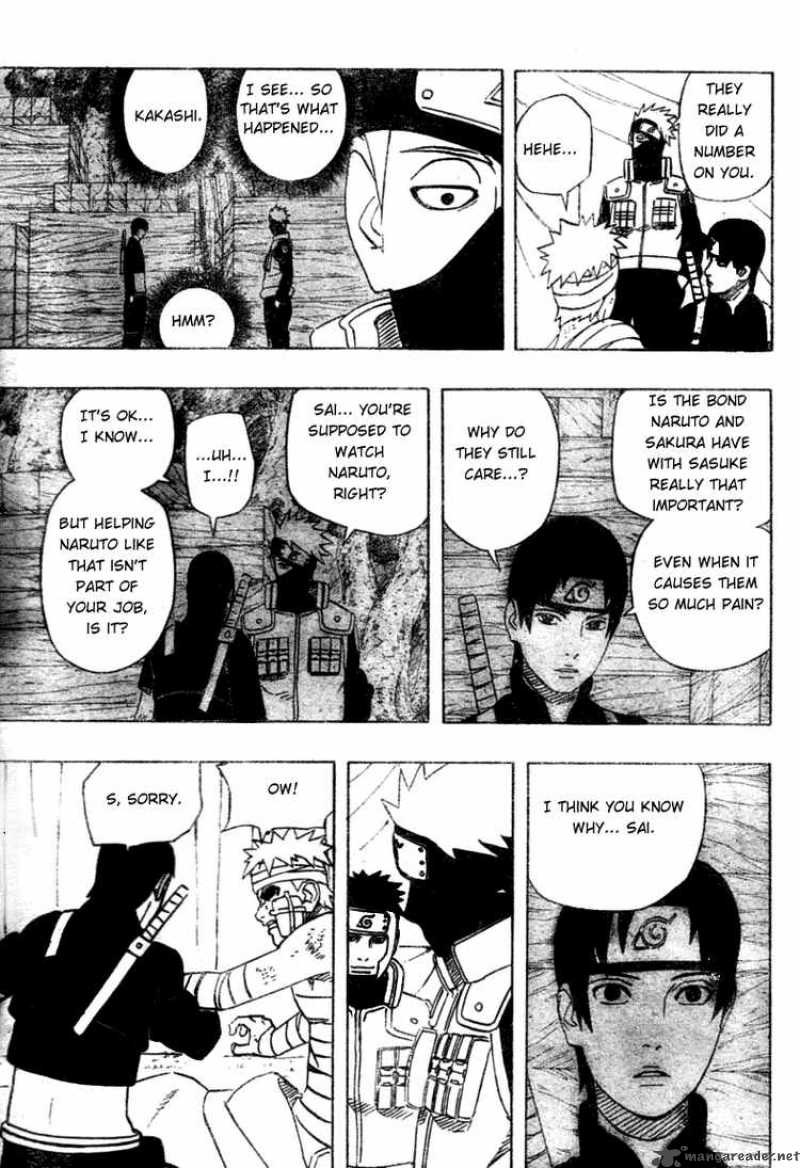 THEY
REALLY
DID A
NUMBER
ON YOU.
HEHE...
I SEE... SO
THAT'S WHAT
HAPPENED...
KAKASHI.
HMM?
IS THE BOND
NARUTO AND
SAKURA HAVE
WITH SASUKE
REALLY THAT
IMPORTANT?
EVEN WHEN IT
CAUSES THEM
SO MUCH PAIN?
WHY DO
THEY STILL
CARE...?
SAI... YOU'RE
SUPPOSED TO
WATCH
NARUTO,
RIGHT?
...UH...
I...!!
IT'S OK...
I KNOW...
BUT HELPING
NARUTO LIKE
THAT ISN'T
PART OF
YOUR JOB,
IS IT?
I THINK YOU KNOW
WHY... SAI.
OW!
S, SORRY.
mangareader.net